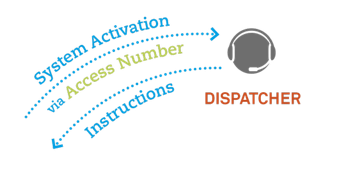 System Activation
via Access Number
Instructions
DISPATCHER